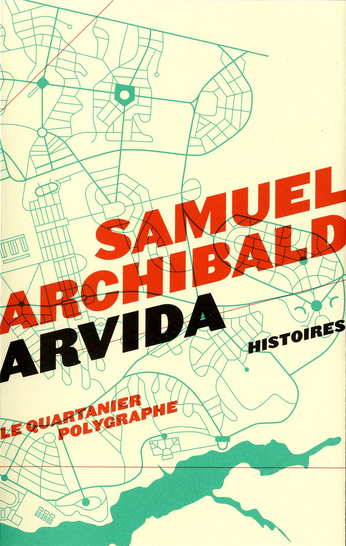 SAMUEL
ARCHIBALD
ARVIDA
HISTOIRES
LE QUARTANIER
POLYGRAPHE